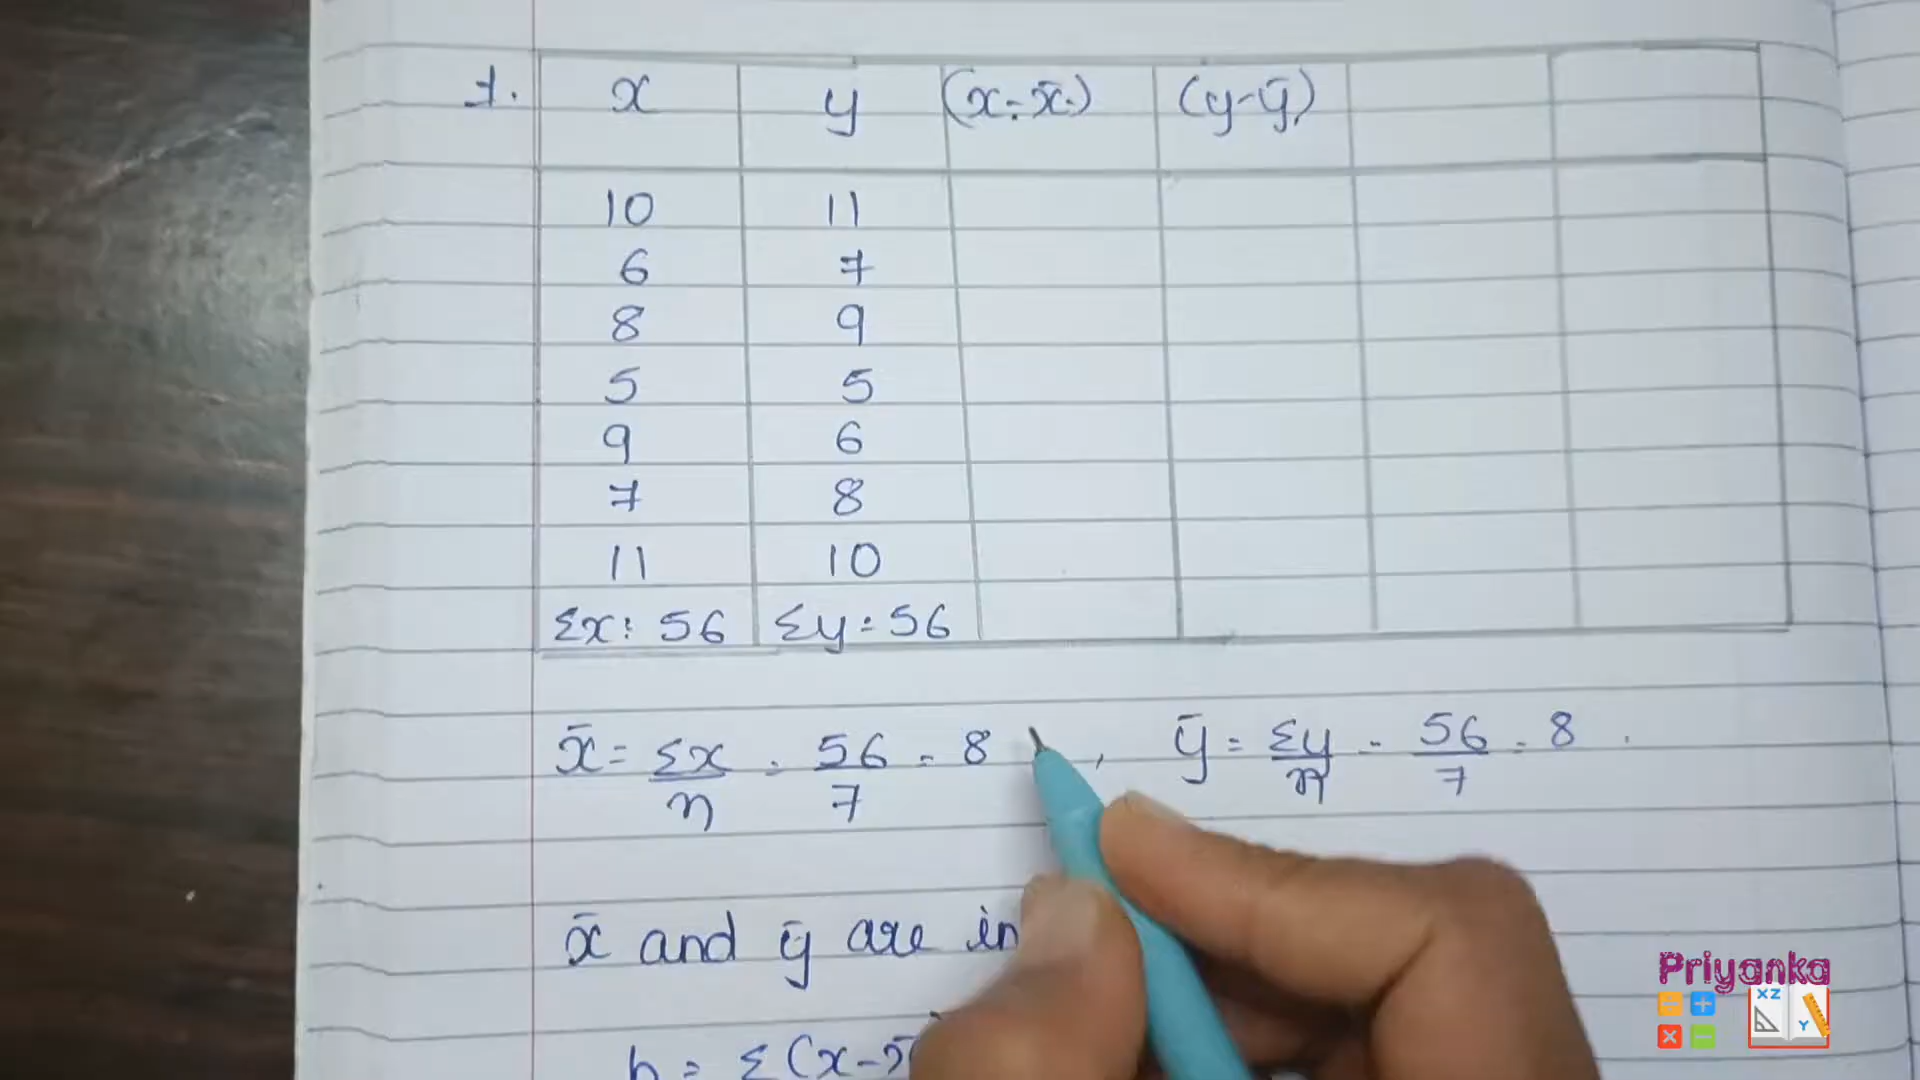 1. x y (x-x̄) (y-ȳ)
10 11
6 7
8 9
5 5
9 6
7 8
11 10
Σx: 56 Σy = 56
x̄ = Σx/n = 56/7 = 8 , ȳ = Σy/n = 56/7 = 8 .
x̄ and ȳ are in
b = Σ(x-x̄
Priyanka
XZ
Y